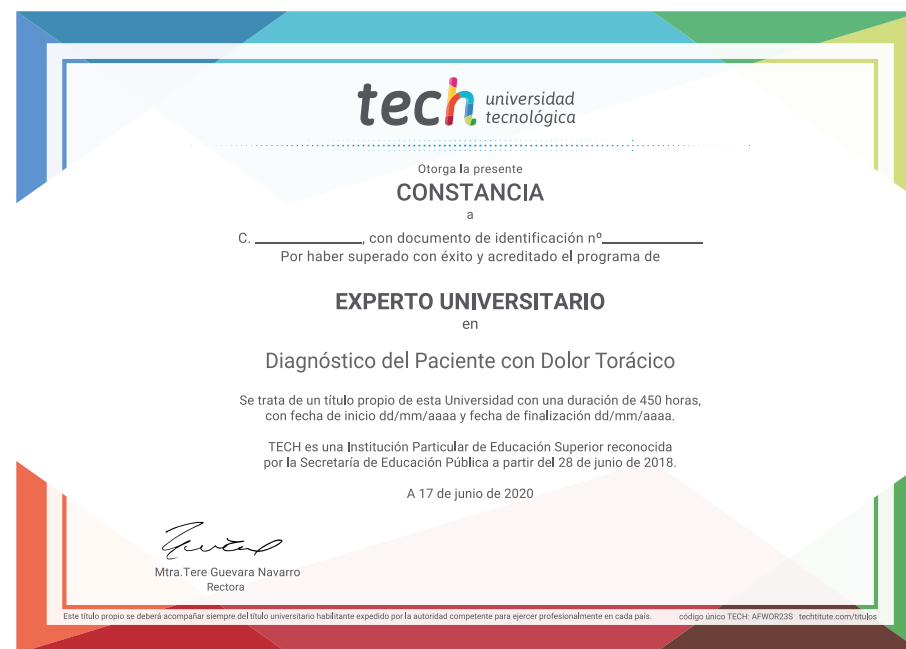 tech universidad
tecnológica
Otorga la presente
CONSTANCIA
a
C. ____________, con documento de identificación nº____________
Por haber superado con éxito y acreditado el programa de
EXPERTO UNIVERSITARIO
en
Diagnóstico del Paciente con Dolor Torácico
Se trata de un título propio de esta Universidad con una duración de 450 horas,
con fecha de inicio dd/mm/aaaa y fecha de finalización dd/mm/aaaa.
TECH es una Institución Particular de Educación Superior reconocida
por la Secretaría de Educación Pública a partir del 28 de junio de 2018.
A 17 de junio de 2020
Mtra.Tere Guevara Navarro
Rectora
Este título propio se deberá acompañar siempre del título universitario habilitante expedido por la autoridad competente para ejercer profesionalmente en cada país. código único TECH: AFWOR23S techtitute.com/titulos